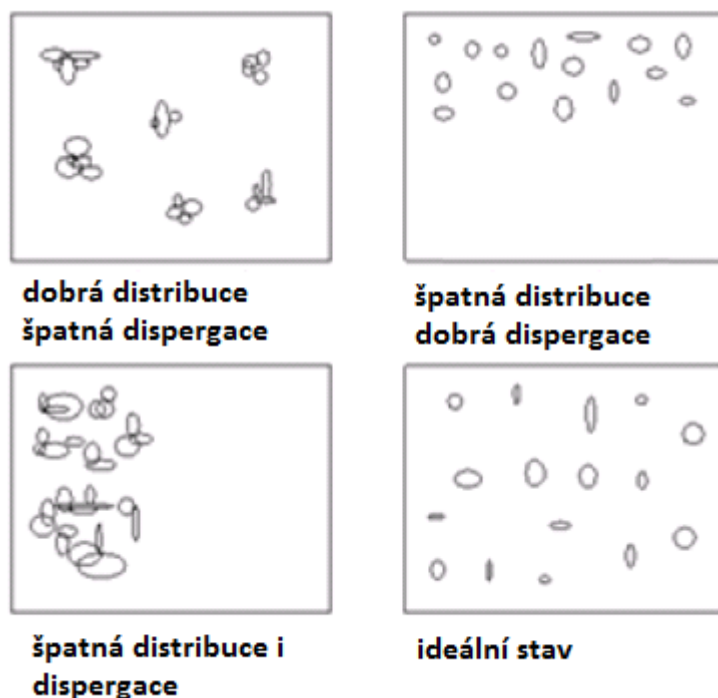 dobrá distribuce
špatná dispergace
špatná distribuce
dobrá dispergace
špatná distribuce i
dispergace
ideální stav